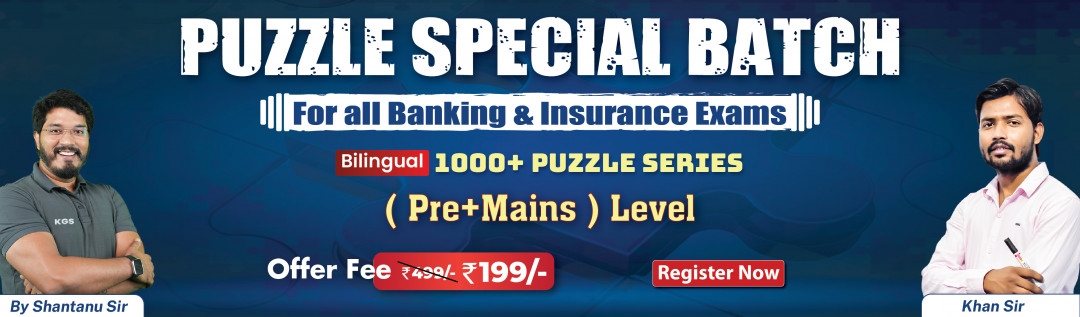 PUZZLE SPECIAL BATCH
For all Banking & Insurance Exams
Bilingual 1000+ PUZZLE SERIES
( Pre+Mains ) Level
KGS
Offer Fee ₹499/- ₹199/-
Register Now
By Shantanu Sir
Khan Sir